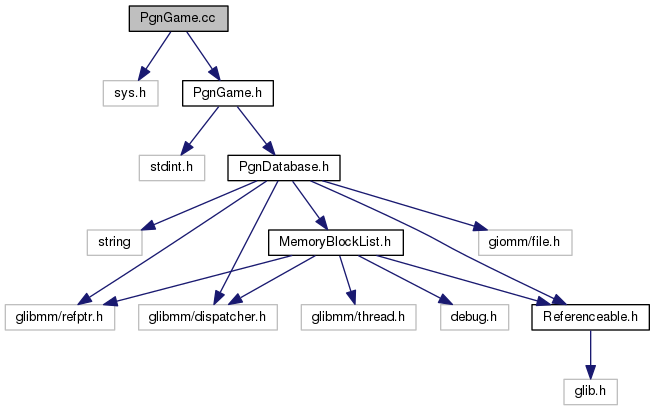 PgnGame.cc
sys.h
PgnGame.h
stdint.h
PgnDatabase.h
string
MemoryBlockList.h
giomm/file.h
glibmm/refptr.h
glibmm/dispatcher.h
glibmm/thread.h
debug.h
Referenceable.h
glib.h